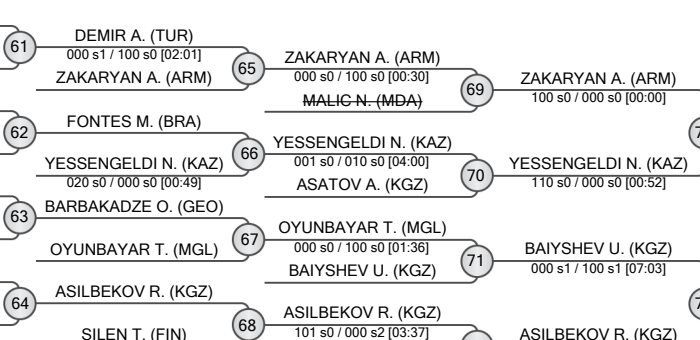 61
DEMIR A. (TUR)
000 s1 / 100 s0 [02:01]
ZAKARYAN A. (ARM)
65
ZAKARYAN A. (ARM)
000 s0 / 100 s0 [00:30]
MALIC N. (MDA)
69
ZAKARYAN A. (ARM)
100 s0 / 000 s0 [00:00]
62
FONTES M. (BRA)
YESSENGELDI N. (KAZ)
020 s0 / 000 s0 [00:49]
66
YESSENGELDI N. (KAZ)
001 s0 / 010 s0 [04:00]
ASATOV A. (KGZ)
70
YESSENGELDI N. (KAZ)
110 s0 / 000 s0 [00:52]
63
BARBAKADZE O. (GEO)
OYUNBAYAR T. (MGL)
67
OYUNBAYAR T. (MGL)
000 s0 / 100 s0 [01:36]
BAIYSHEV U. (KGZ)
71
BAIYSHEV U. (KGZ)
000 s1 / 100 s1 [07:03]
64
ASILBEKOV R. (KGZ)
SILEN T. (FIN)
68
ASILBEKOV R. (KGZ)
101 s0 / 000 s2 [03:37]
ASILBEKOV R. (KGZ)